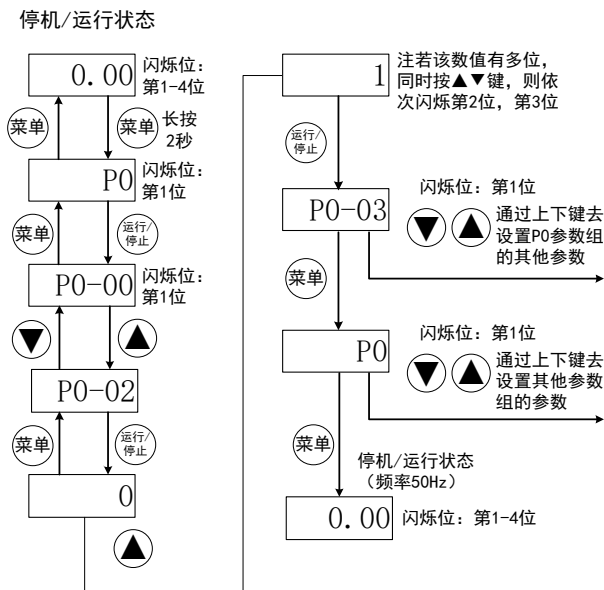 停机/运行状态
0.00
闪烁位:
第1-4位
菜单
菜单
长按
2秒
P0
闪烁位:
第1位
菜单
运行/
停止
P0-00
闪烁位:
第1位
P0-02
菜单
运行/
停止
0
1
注若该数值有多位，
同时按▲▼键，则依
次闪烁第2位，第3位
运行/
停止
P0-03
闪烁位: 第1位
通过上下键去
设置P0参数组
的其他参数
菜单
P0
闪烁位: 第1位
通过上下键去
设置其他参数
组的参数
菜单
停机/运行状态
（频率50Hz）
0.00
闪烁位: 第1-4位